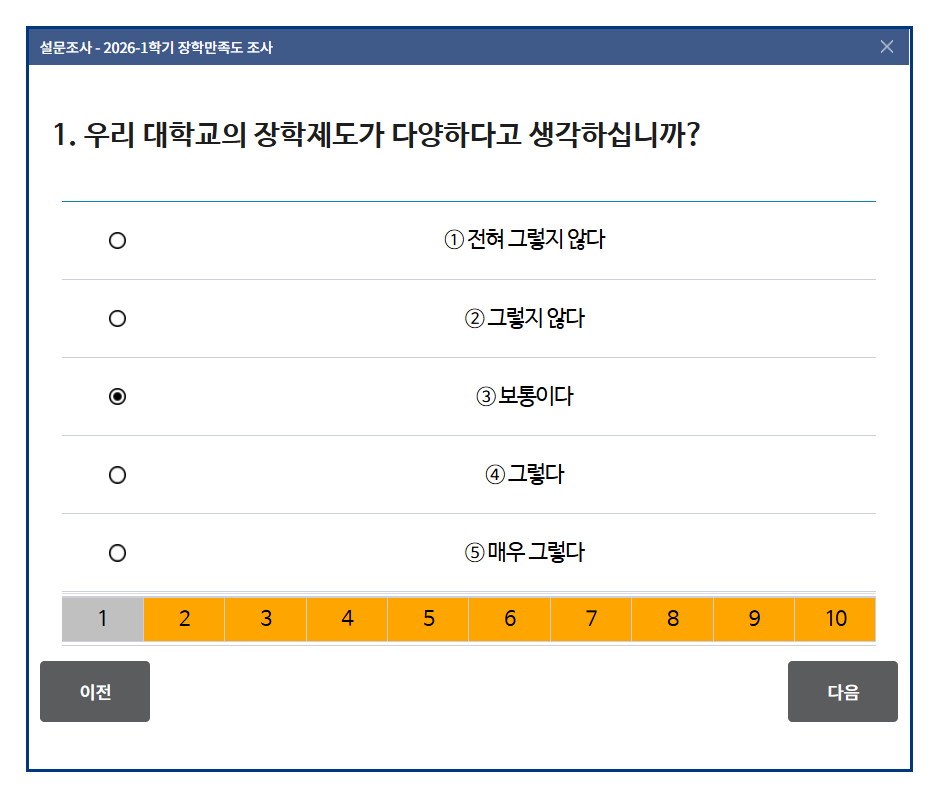 설문조사 - 2026-1학기 장학만족도 조사
1. 우리 대학교의 장학제도가 다양하다고 생각하십니까?
① 전혀 그렇지 않다
② 그렇지 않다
③ 보통이다
④ 그렇다
⑤ 매우 그렇다
1 2 3 4 5 6 7 8 9 10
이전 다음